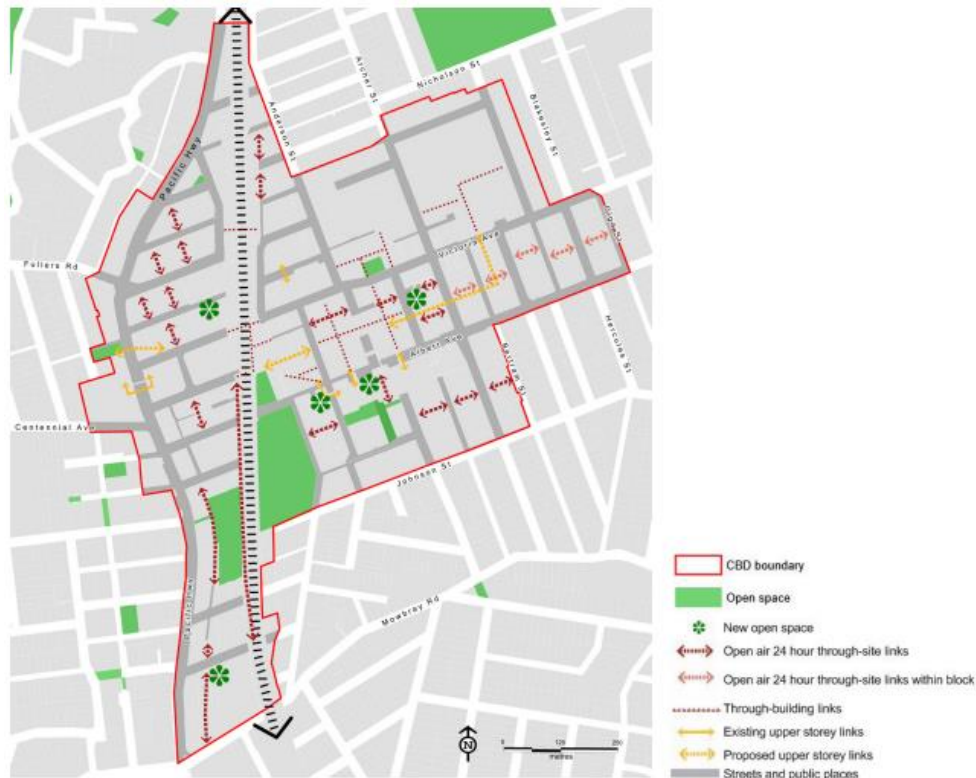 Nicholson St
Archer St
Anderson St
Blakesley St
Pacific Hwy
Victoria Ave
Fullers Rd
Hercules St
Albert Ave
Bertram St
Centennial Ave
Johnson St
Mowbray Rd
Pacific Hwy
N
metres
CBD boundary
Open space
New open space
Open air 24 hour through-site links
Open air 24 hour through-site links within block
Through-building links
Existing upper storey links
Proposed upper storey links
Streets and public places